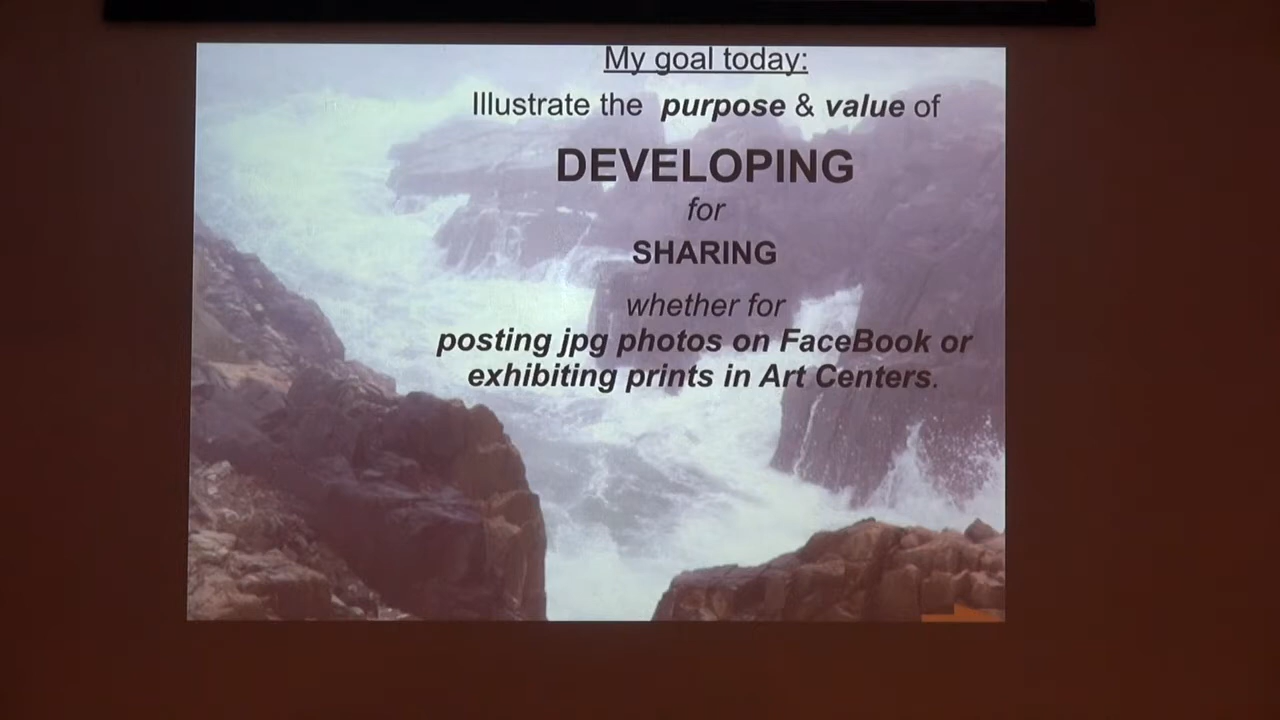 My goal today:
Illustrate the purpose & value of
DEVELOPING
for
SHARING
whether for
posting jpg photos on FaceBook or
exhibiting prints in Art Centers.